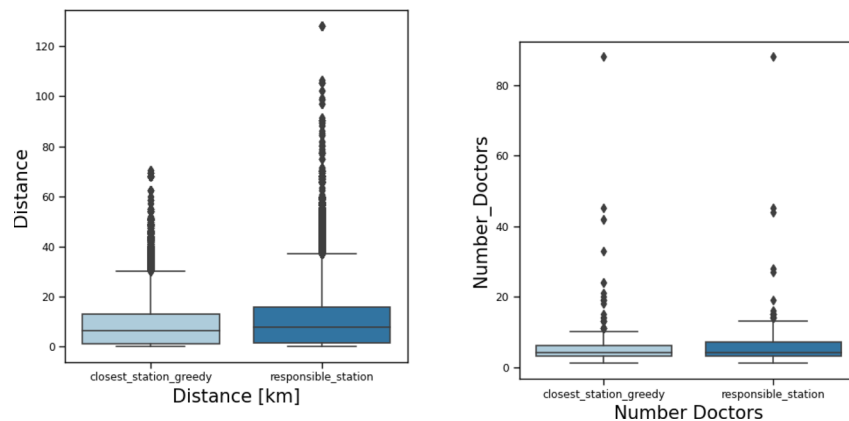 Distance
120
100
80
60
40
20
0
closest_station_greedy
responsible_station
Distance [km]
Number_Doctors
80
60
40
20
0
closest_station_greedy
responsible_station
Number Doctors